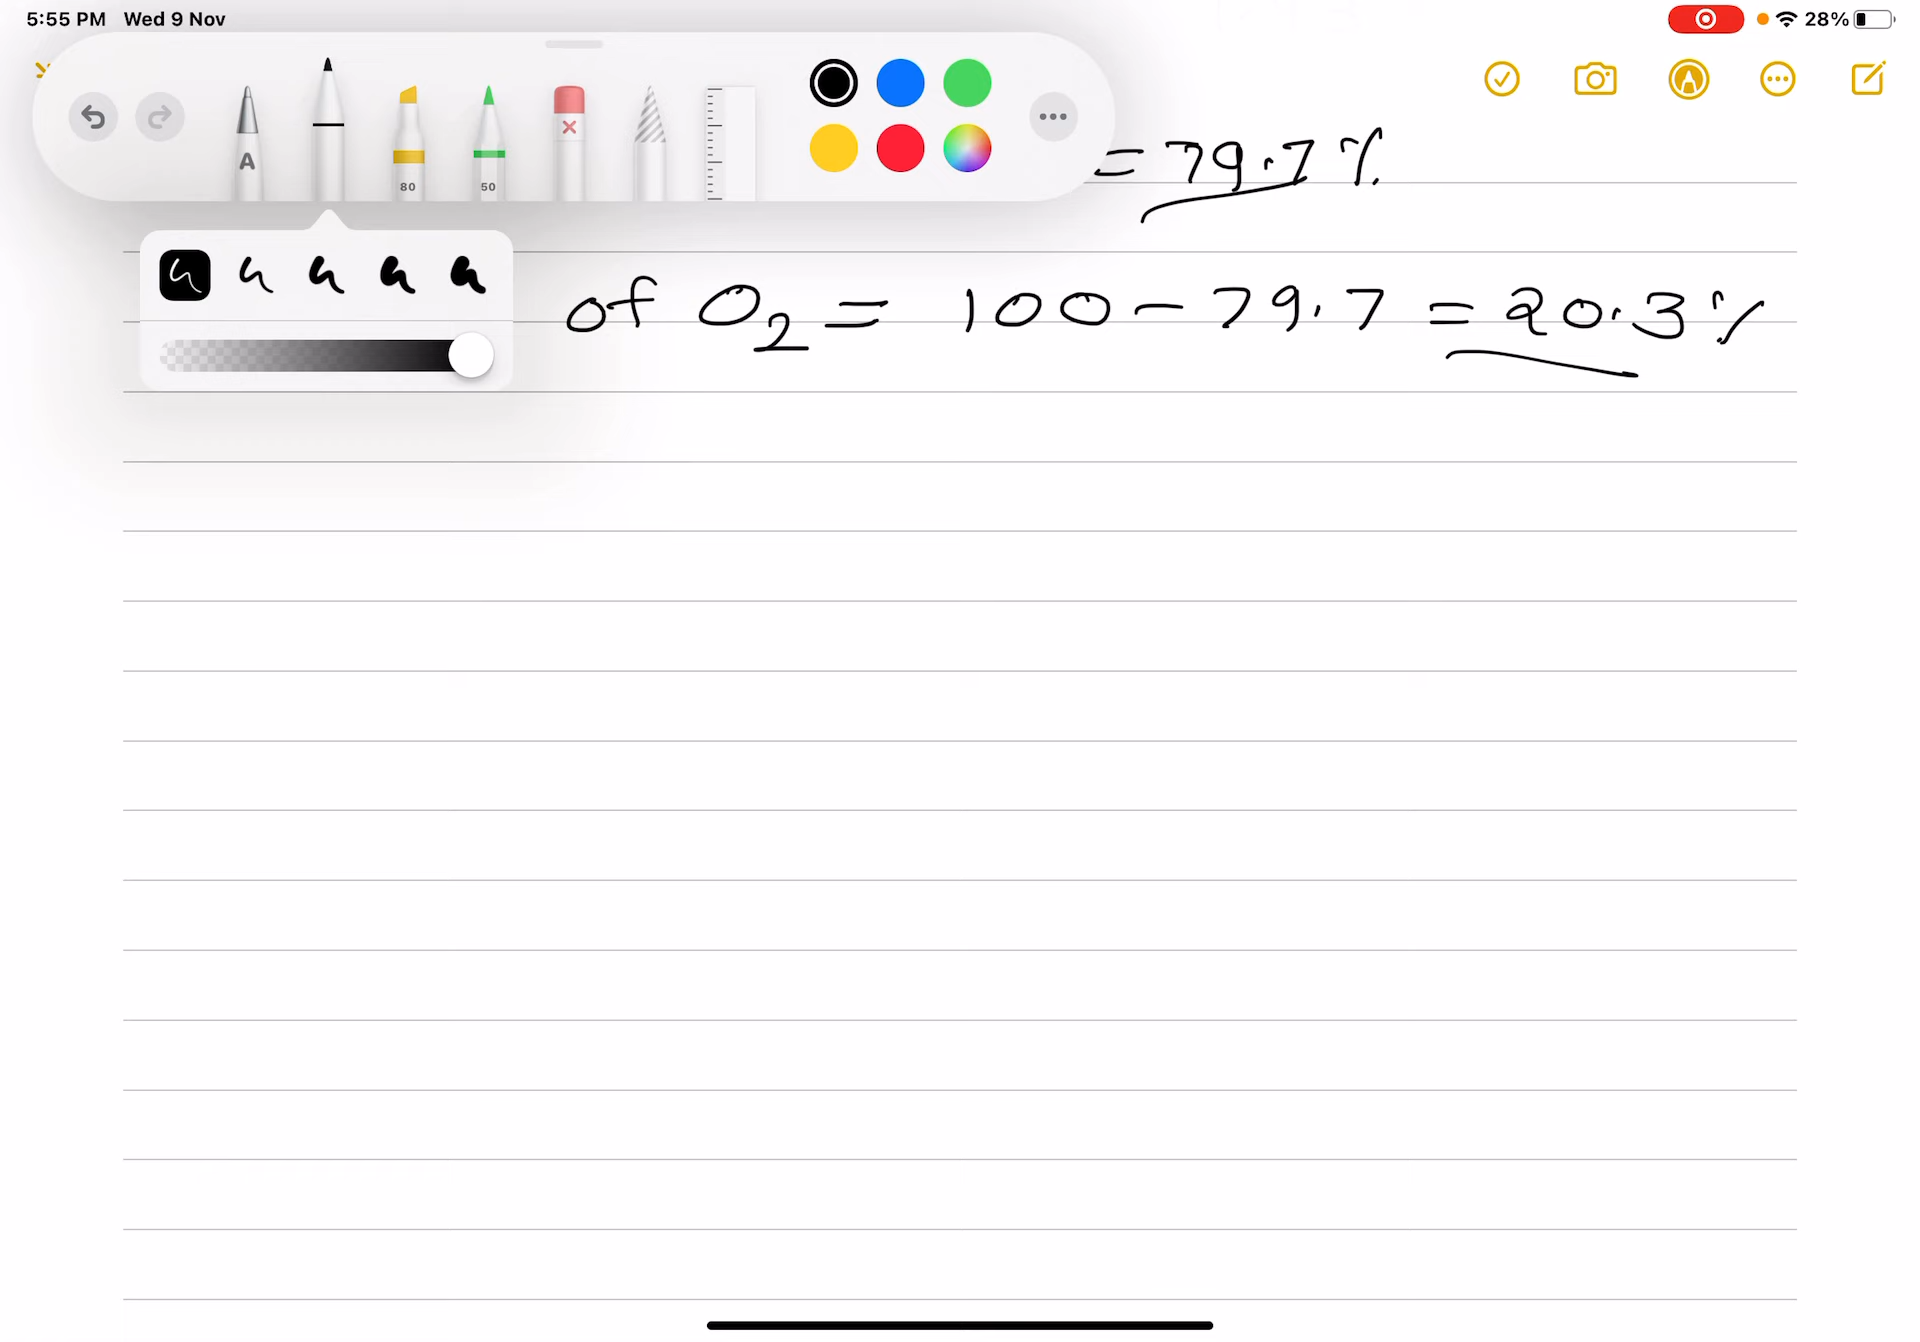 5:55 PM Wed 9 Nov
28%
A
80
50
= 79.7%
of O₂ = 100 - 79.7 = 20.3%